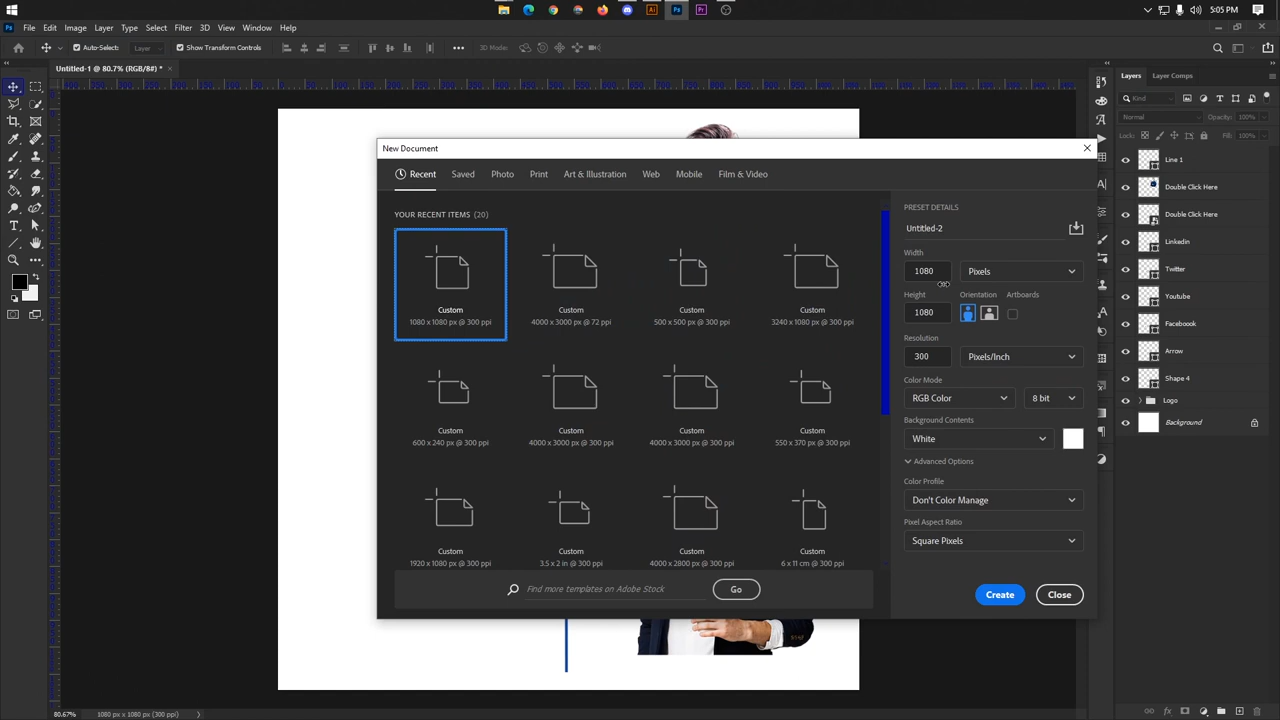 5:05 PM
File Edit Image Layer Type Select Filter 3D View Window Help
Auto-Select: Layer Show Transform Controls 3D Mode:
Untitled-1 @ 80.7% (RGB/8#) *
New Document
Recent Saved Photo Print Art & Illustration Web Mobile Film & Video
YOUR RECENT ITEMS (20)
Custom
1080 x 1080 px @ 300 ppi
Custom
4000 x 3000 px @ 72 ppi
Custom
500 x 500 px @ 300 ppi
Custom
3240 x 1080 px @ 300 ppi
Custom
600 x 240 px @ 300 ppi
Custom
4000 x 3000 px @ 300 ppi
Custom
4000 x 3000 px @ 300 ppi
Custom
550 x 370 px @ 300 ppi
Custom
1920 x 1080 px @ 300 ppi
Custom
3.5 x 2 in @ 300 ppi
Custom
4000 x 2800 px @ 300 ppi
Custom
6 x 11 cm @ 300 ppi
Find more templates on Adobe Stock
Go
PRESET DETAILS
Untitled-2
Width
1080 Pixels
Height Orientation Artboards
1080
Resolution
300 Pixels/Inch
Color Mode
RGB Color 8 bit
Background Contents
White
Advanced Options
Color Profile
Don't Color Manage
Pixel Aspect Ratio
Square Pixels
Create Close
Layers Layer Comps
Kind
Normal Opacity: 100%
Lock: Fill: 100%
Line 1
Double Click Here
Double Click Here
Linkedin
Twitter
Youtube
Faceboook
Arrow
Shape 4
Logo
Background
80.67% 1080 px x 1080 px (300 ppi)